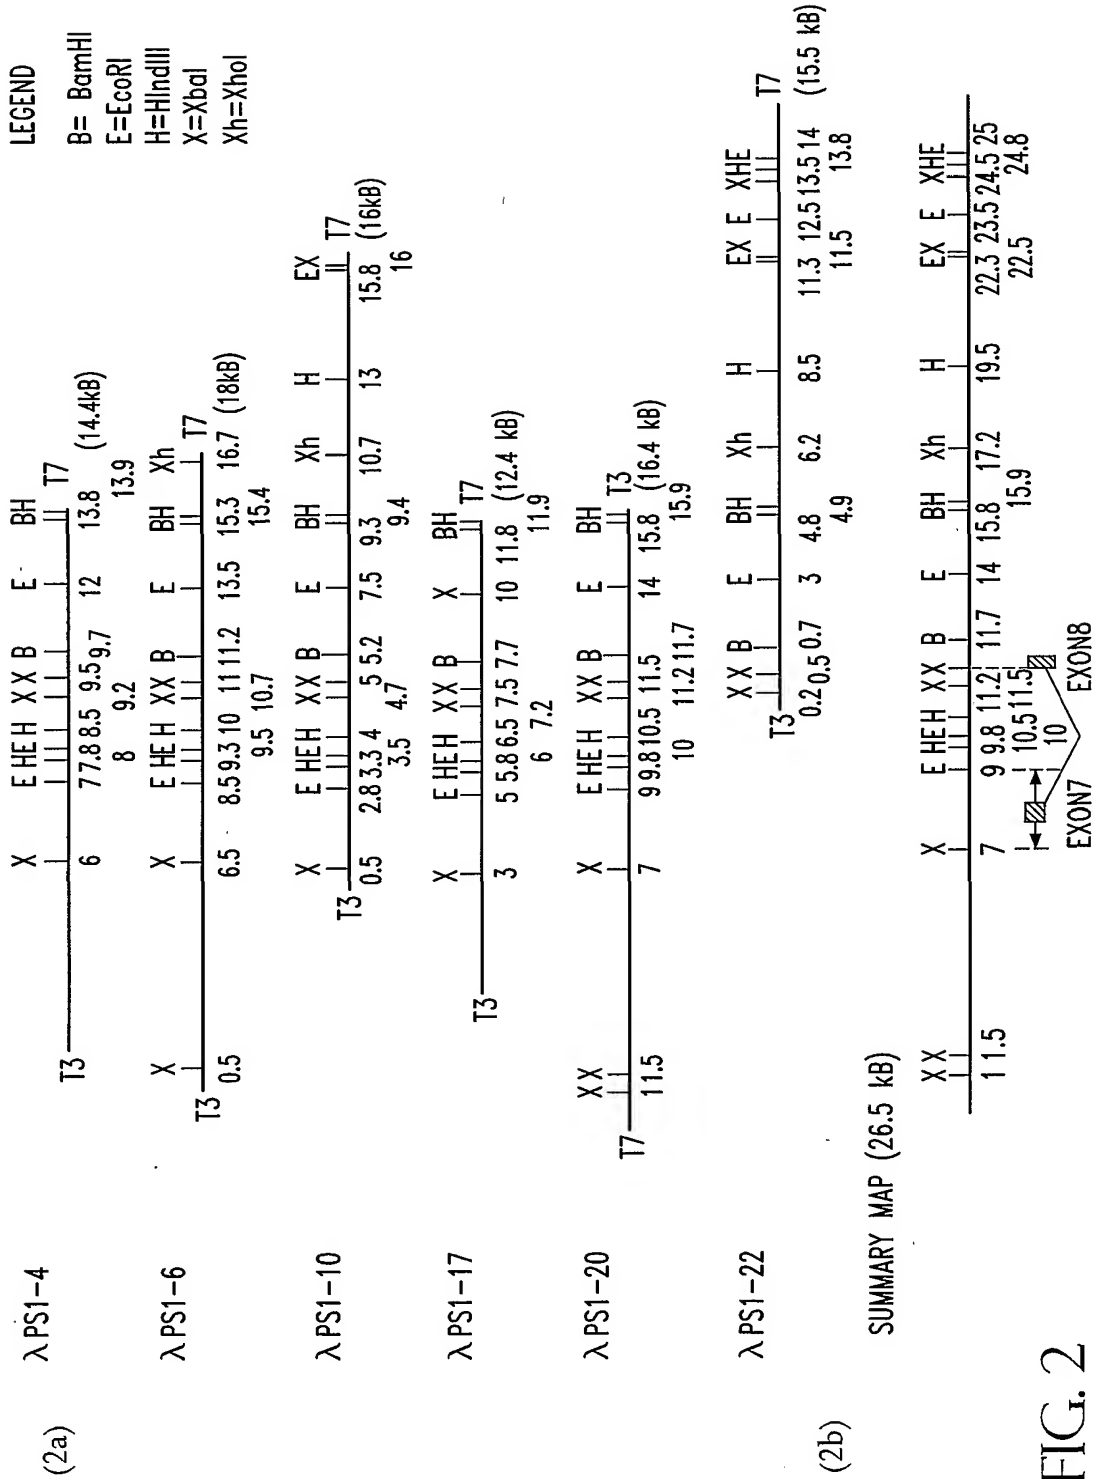 LEGEND
B= BamHI
E=EcoRI
H=HIndIII
X=XbaI
Xh=XhoI
(2a)
λPS1-4
X E HE H X X B E BH
T3 T7
(14.4kB)
6 7 7.8 8.5 9.5 9.7 12 13.8
8 9.2 13.9
λPS1-6
X X E HE H XX B E BH Xh
T3 T7
(18kB)
0.5 6.5 8.5 9.3 10 11 11.2 13.5 15.3 16.7
9.5 10.7 15.4
λPS1-10
X E HE H XX B E BH Xh H EX
T3 T7
(16kB)
0.5 2.8 3.3 4 5 5.2 7.5 9.3 10.7 13 15.8
3.5 4.7 9.4 16
λPS1-17
X E HE H XX B X BH
T3 T7
(12.4 kB)
3 5 5.8 6.5 7.5 7.7 10 11.8
6 7.2 11.9
λPS1-20
XX X E HE H XX B E BH
T7 T3
(16.4 kB)
1 1.5 7 9 9.8 10.5 11.5 14 15.8
10 11.2 11.7 15.9
λPS1-22
X X B E BH Xh H EX E XHE
T3 T7
(15.5 kB)
0.2 0.7 3 4.8 6.2 8.5 11.3 12.5 13.5 14
0.5 4.9 11.5 13.8
(2b)
SUMMARY MAP (26.5 kB)
XX X E HE H XX B E BH Xh H EX E XHE
1 1.5 7 9 9.8 11.2 11.7 14 15.8 17.2 19.5 22.3 23.5 24.5 25
10.5 11.5 15.9 22.5 24.8
10
EXON7 EXON8
FIG. 2